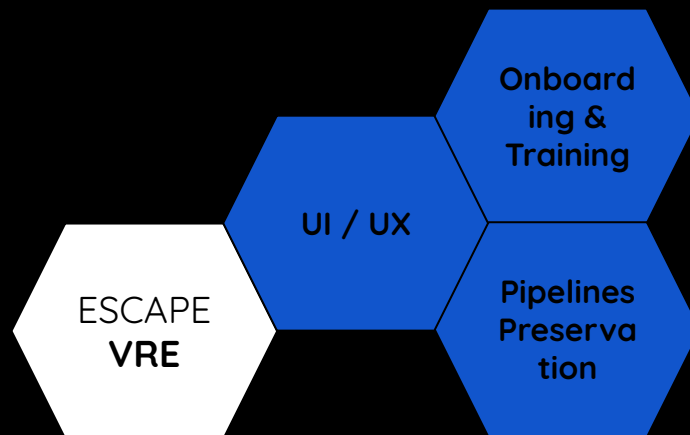 Onboard
ing &
Training
UI / UX
ESCAPE
VRE
Pipelines
Preserva
tion